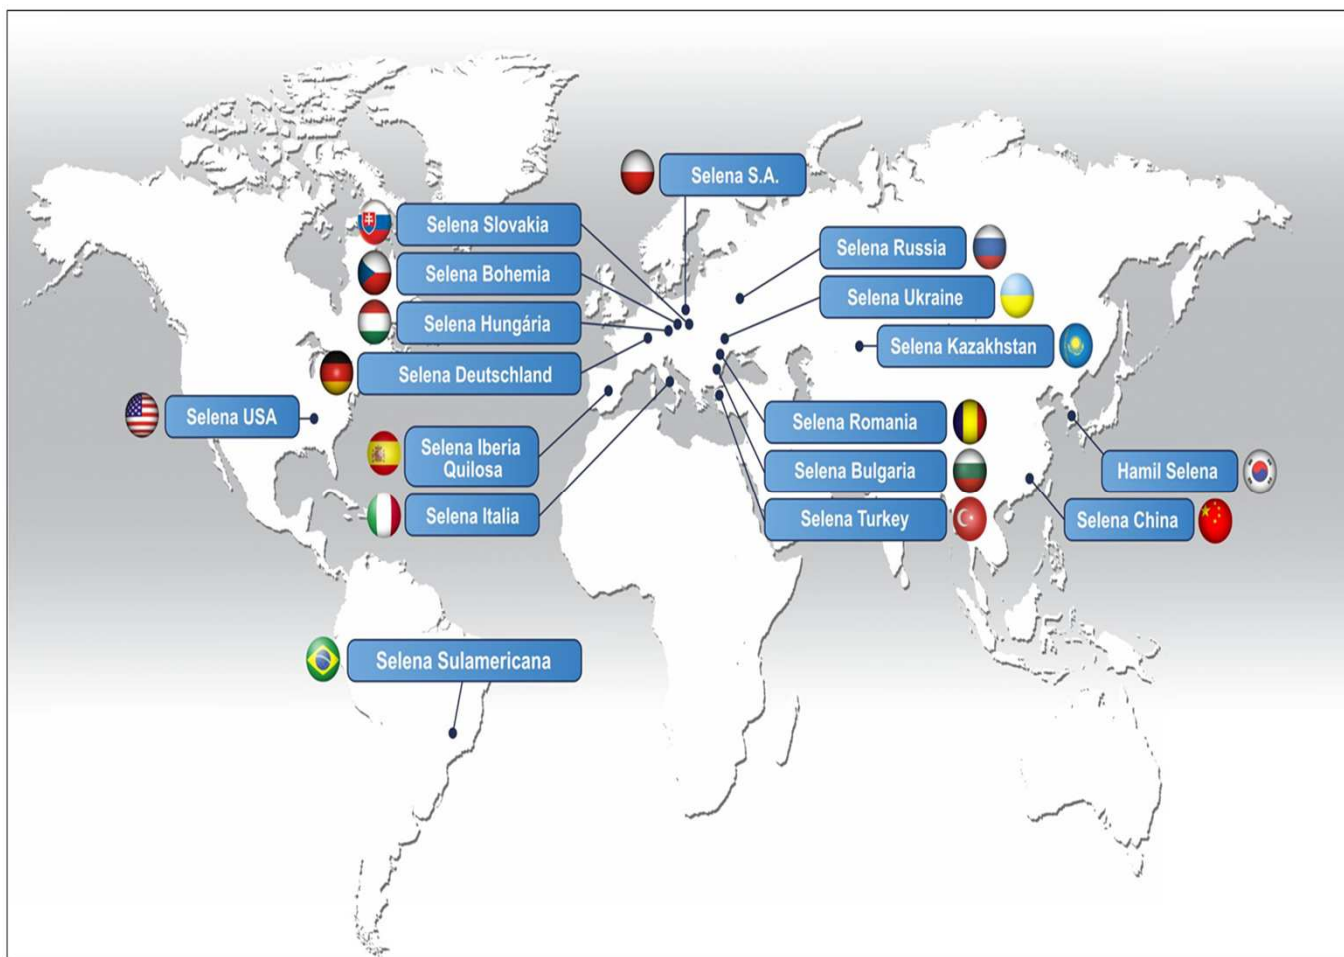 Selena S.A.
Selena Slovakia
Selena Bohemia
Selena Hungária
Selena Deutschland
Selena USA
Selena Iberia
Quilosa
Selena Italia
Selena Sulamericana
Selena Russia
Selena Ukraine
Selena Kazakhstan
Selena Romania
Selena Bulgaria
Selena Turkey
Hamil Selena
Selena China